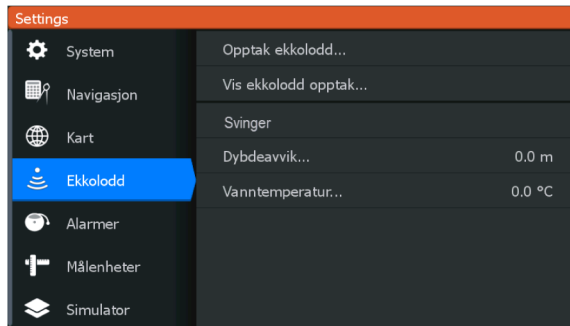 Settings
System
Navigasjon
Kart
Ekkolodd
Alarmer
Målenheter
Simulator
Opptak ekkolodd...
Vis ekkolodd opptak...
Svinger
Dybdeavvik... 0.0 m
Vanntemperatur... 0.0 °C